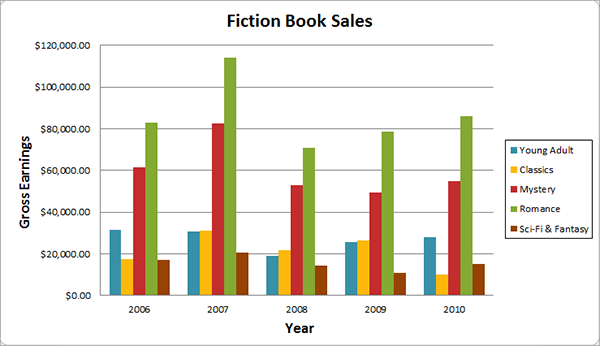 Fiction Book Sales
$120,000.00
$100,000.00
$80,000.00
$60,000.00
$40,000.00
$20,000.00
$0.00
Gross Earnings
2006 2007 2008 2009 2010
Year
Young Adult
Classics
Mystery
Romance
Sci-Fi & Fantasy